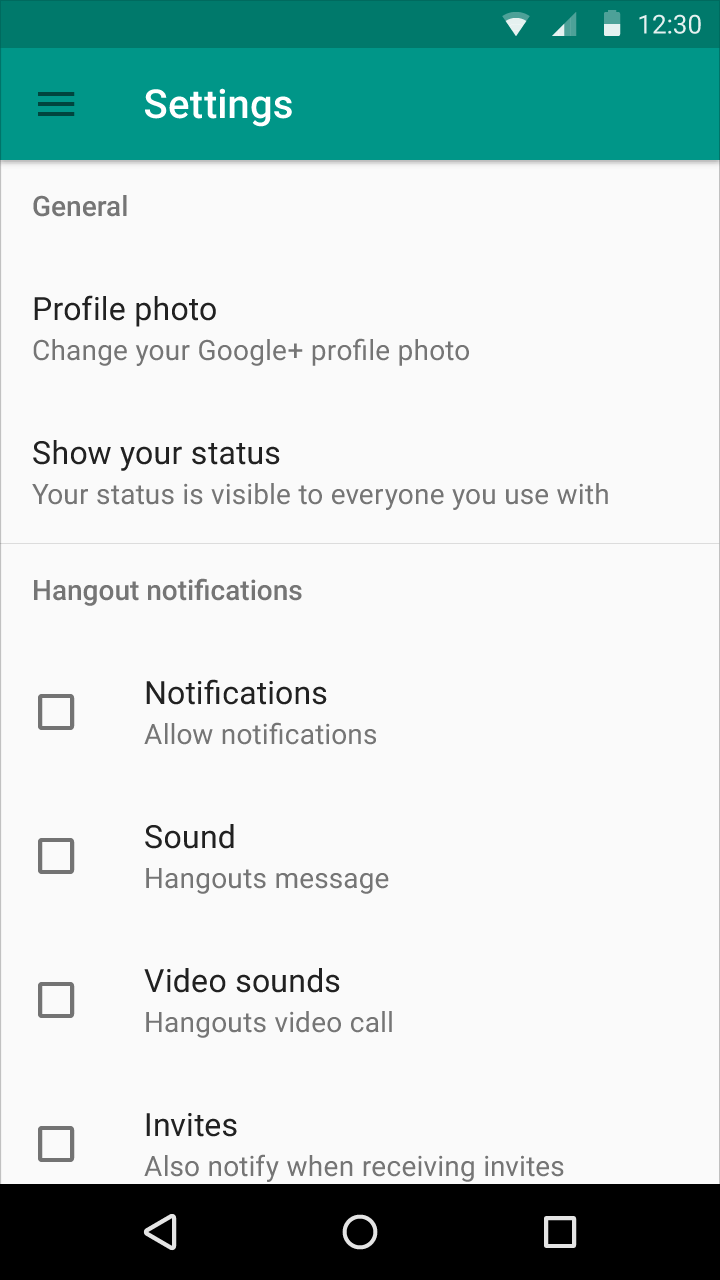 12:30
Settings
General
Profile photo
Change your Google+ profile photo
Show your status
Your status is visible to everyone you use with
Hangout notifications
Notifications
Allow notifications
Sound
Hangouts message
Video sounds
Hangouts video call
Invites
Also notify when receiving invites